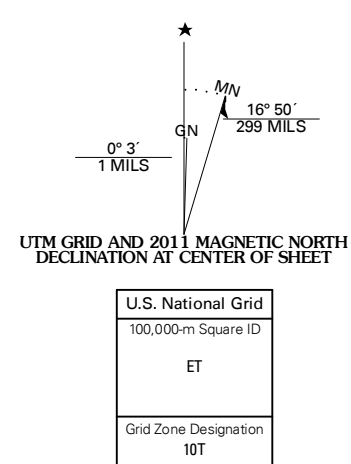 MN
16° 50´
299 MILS
GN
0° 3´
1 MILS
UTM GRID AND 2011 MAGNETIC NORTH
DECLINATION AT CENTER OF SHEET
U.S. National Grid
100,000-m Square ID
ET
Grid Zone Designation
10T